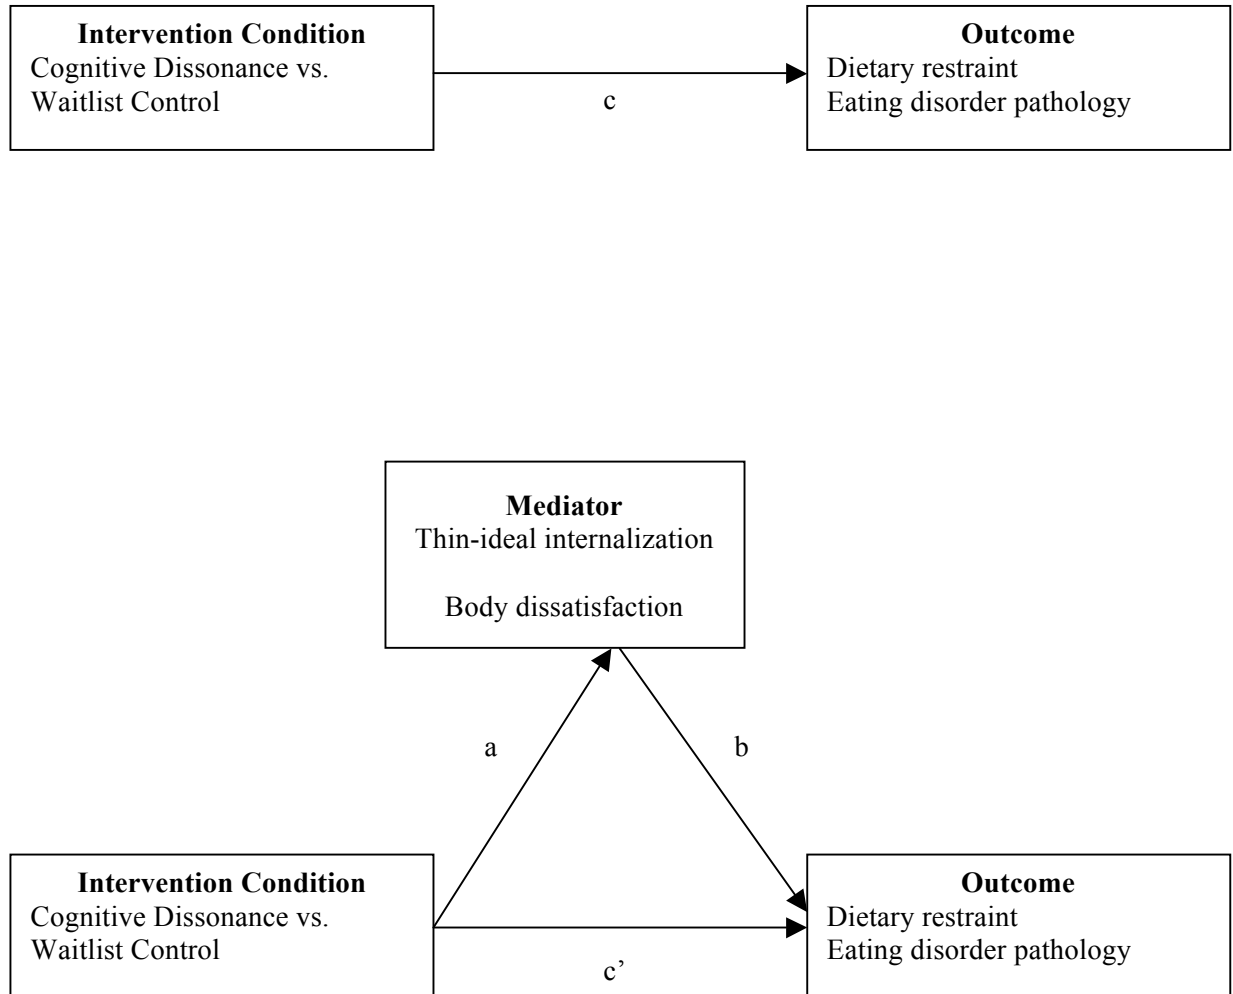 Intervention Condition
Cognitive Dissonance vs.
Waitlist Control
c
Outcome
Dietary restraint
Eating disorder pathology
Mediator
Thin-ideal internalization
Body dissatisfaction
a
b
Intervention Condition
Cognitive Dissonance vs.
Waitlist Control
c’
Outcome
Dietary restraint
Eating disorder pathology